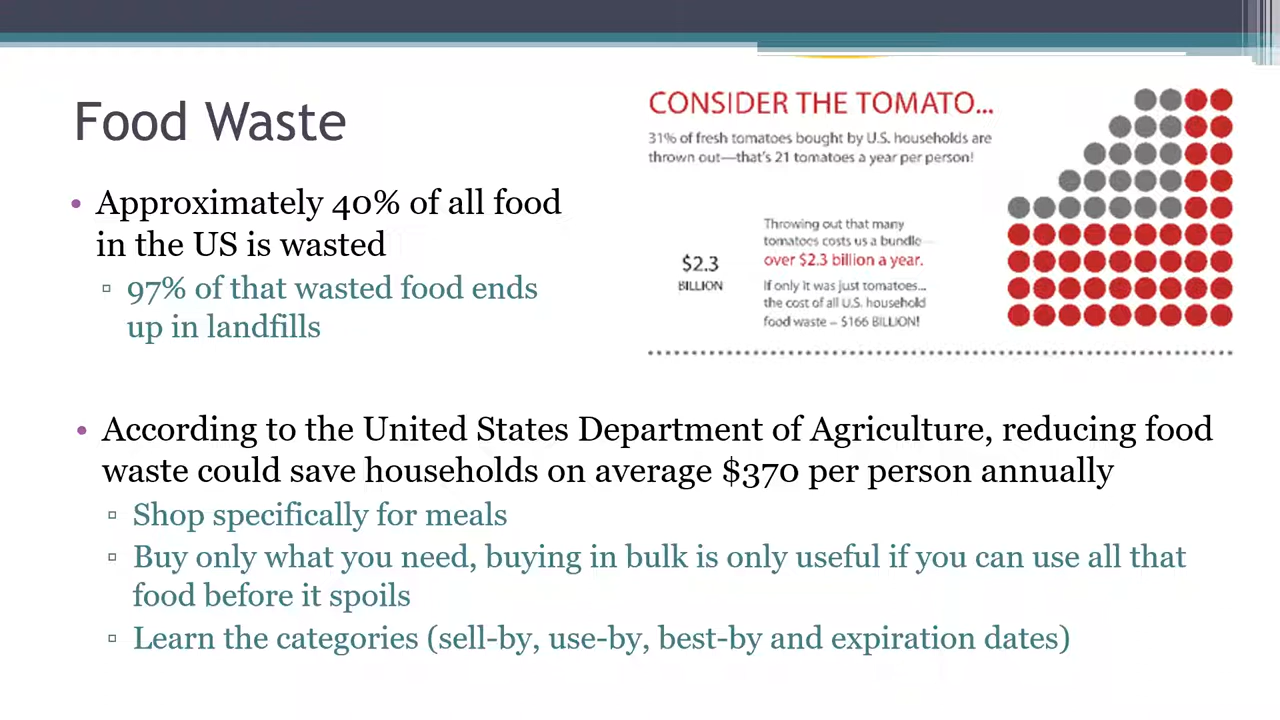 Food Waste
• Approximately 40% of all food
in the US is wasted
▫ 97% of that wasted food ends
up in landfills
CONSIDER THE TOMATO...
31% of fresh tomatoes bought by U.S. households are
thrown out—that's 21 tomatoes a year per person!
$2.3
BILLION
Throwing out that many
tomatoes costs us a bundle—
over $2.3 billion a year.
If only it was just tomatoes...
the cost of all U.S. household
food waste – $166 BILLION!
• According to the United States Department of Agriculture, reducing food
waste could save households on average $370 per person annually
▫ Shop specifically for meals
▫ Buy only what you need, buying in bulk is only useful if you can use all that
food before it spoils
▫ Learn the categories (sell-by, use-by, best-by and expiration dates)